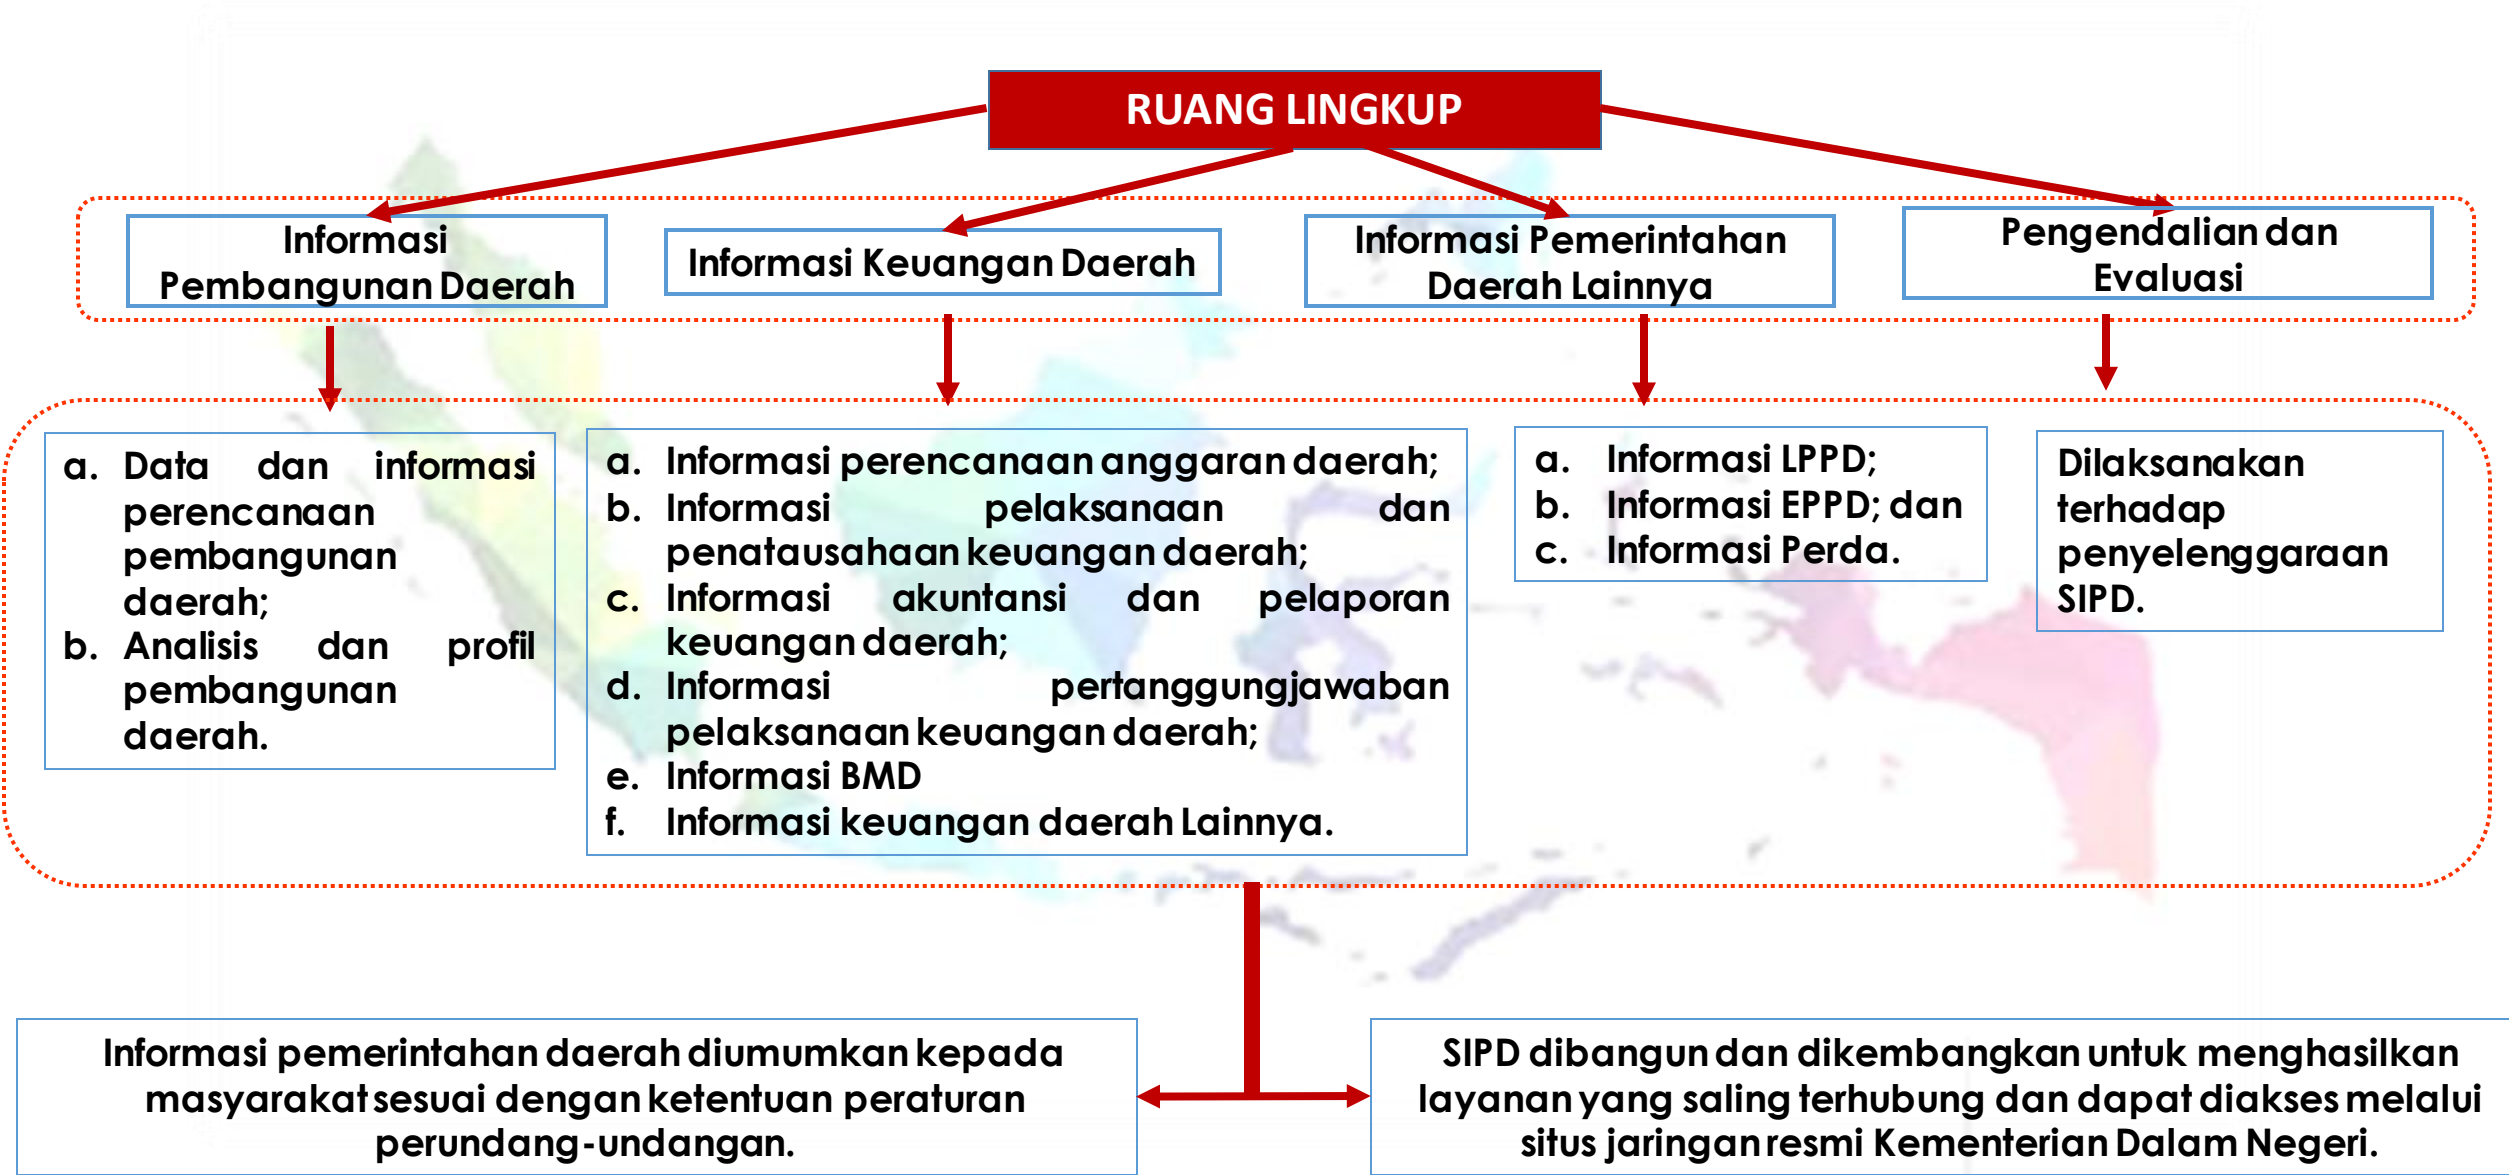 RUANG LINGKUP
Informasi
Pembangunan Daerah
Informasi Keuangan Daerah
Informasi Pemerintahan
Daerah Lainnya
Pengendalian dan
Evaluasi
a. Data dan informasi
perencanaan
pembangunan
daerah;
b. Analisis dan profil
pembangunan
daerah.
a. Informasi perencanaan anggaran daerah;
b. Informasi pelaksanaan dan
penatausahaan keuangan daerah;
c. Informasi akuntansi dan pelaporan
keuangan daerah;
d. Informasi pertanggungjawaban
pelaksanaan keuangan daerah;
e. Informasi BMD
f. Informasi keuangan daerah Lainnya.
a. Informasi LPPD;
b. Informasi EPPD; dan
c. Informasi Perda.
Dilaksanakan
terhadap
penyelenggaraan
SIPD.
Informasi pemerintahan daerah diumumkan kepada
masyarakat sesuai dengan ketentuan peraturan
perundang-undangan.
SIPD dibangun dan dikembangkan untuk menghasilkan
layanan yang saling terhubung dan dapat diakses melalui
situs jaringan resmi Kementerian Dalam Negeri.